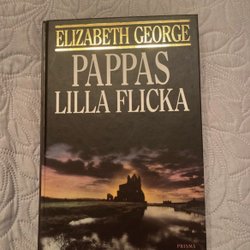 ELIZABETH GEORGE
PAPPAS
LILLA FLICKA
PRISMA